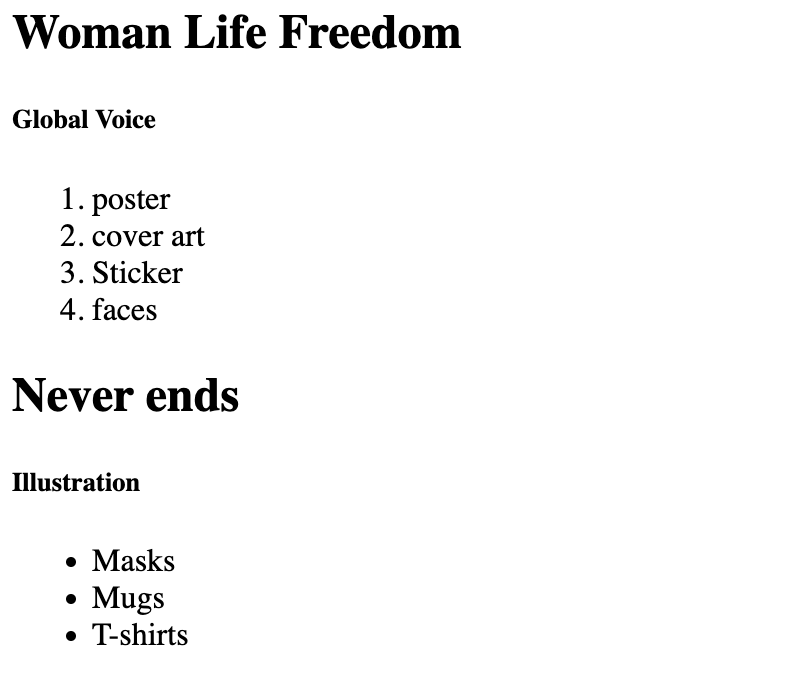 Woman Life Freedom
Global Voice
1. poster
2. cover art
3. Sticker
4. faces
Never ends
Illustration
• Masks
• Mugs
• T-shirts